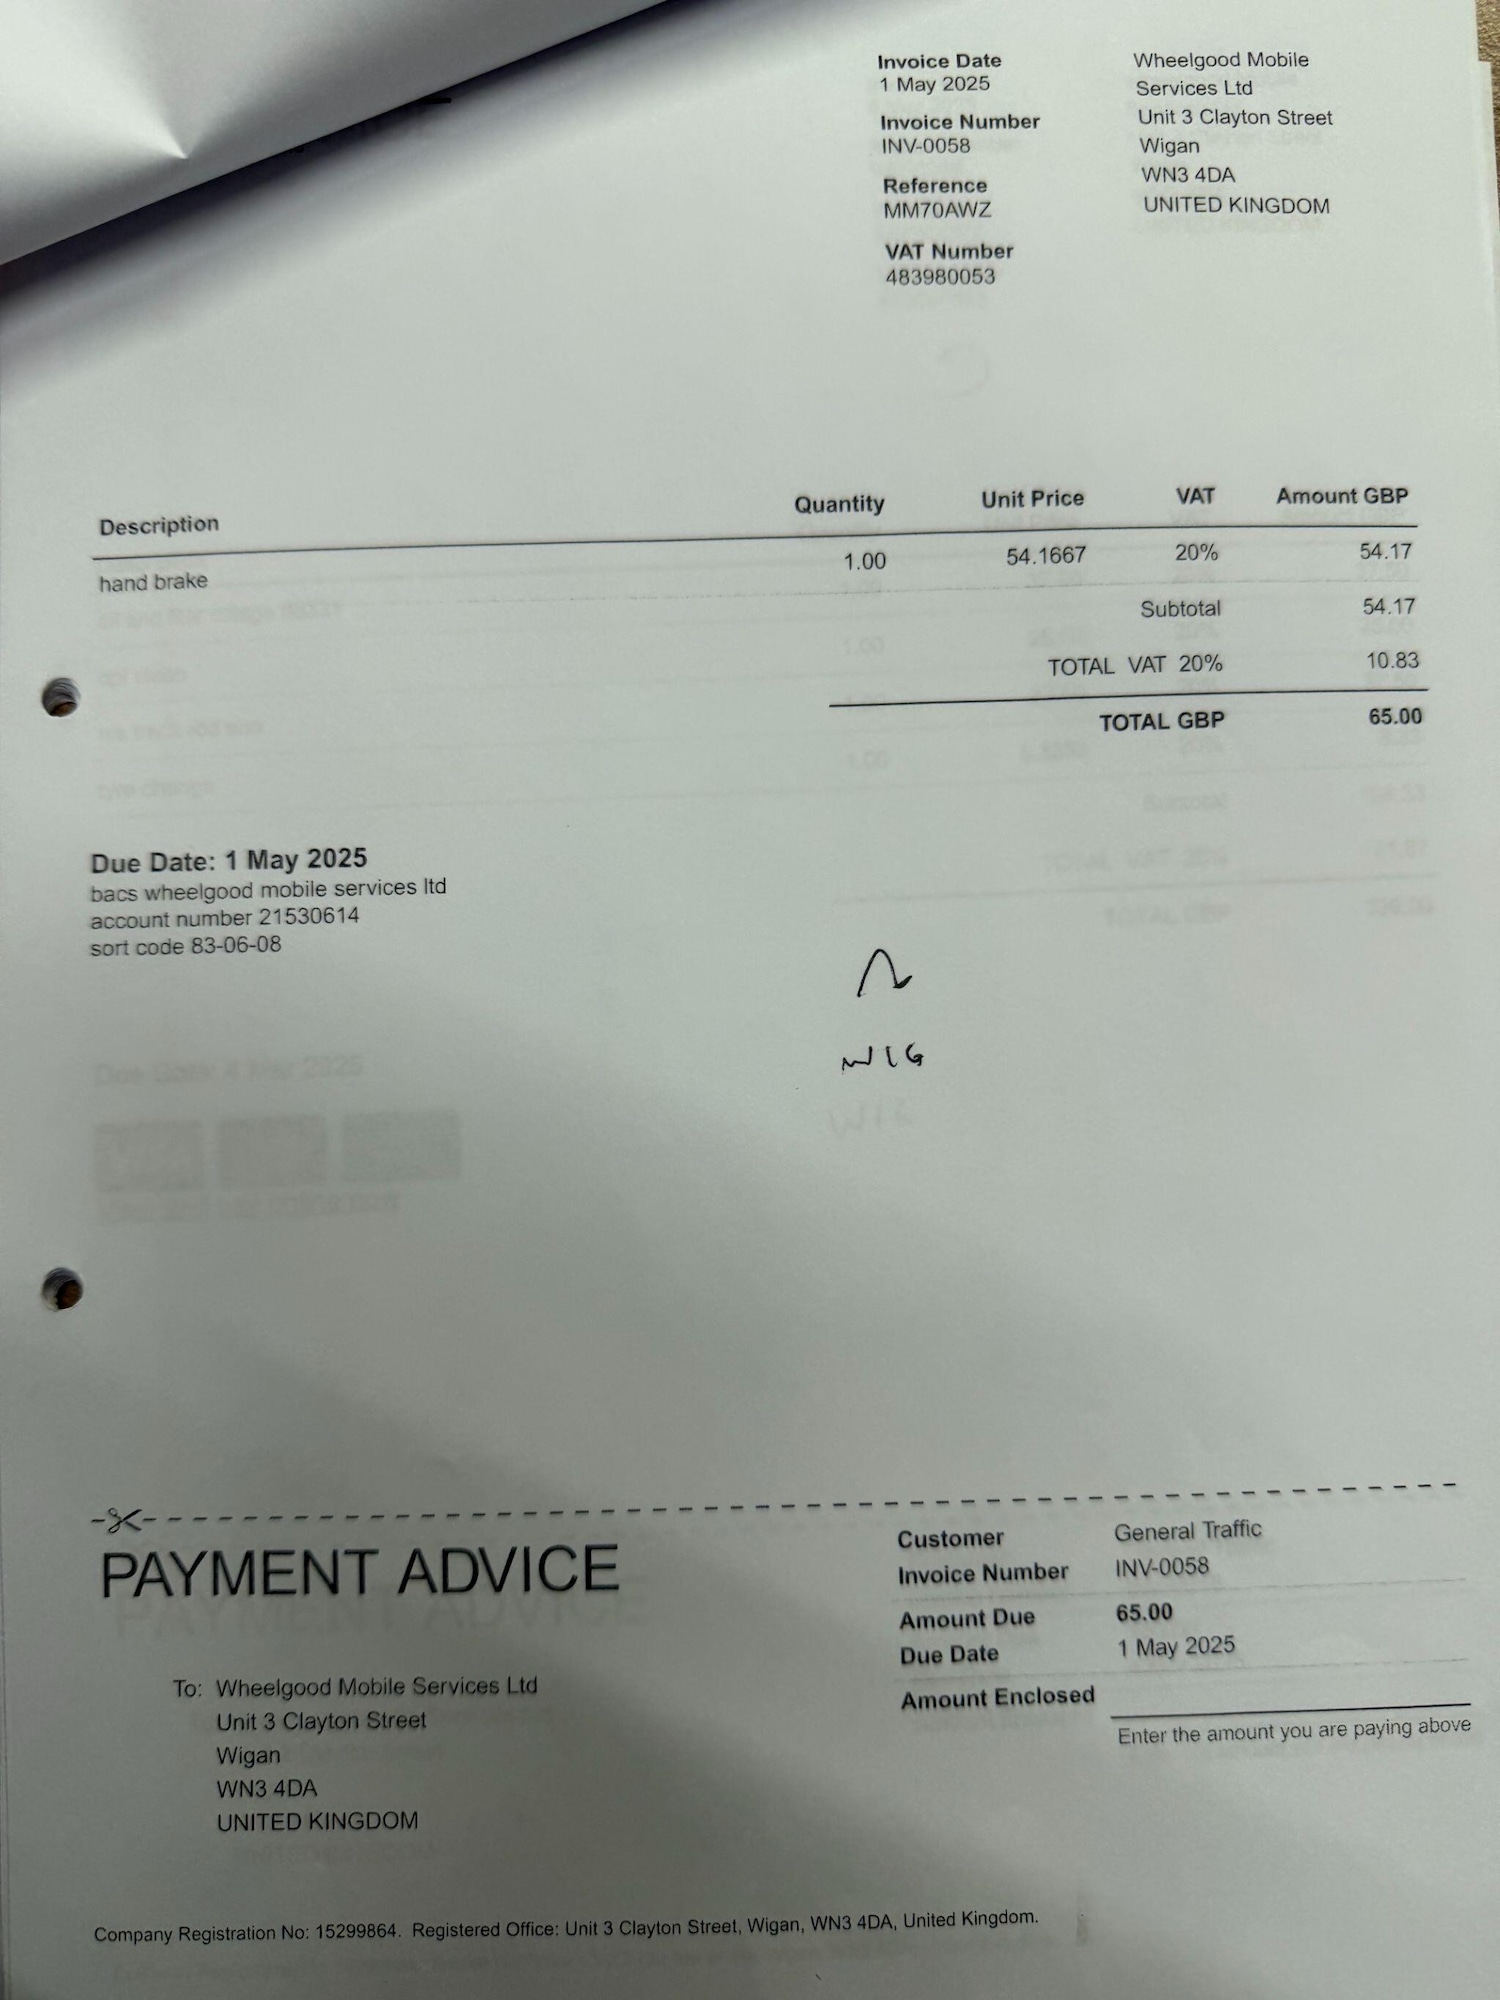 Invoice Date
1 May 2025
Invoice Number
INV-0058
Reference
MM70AWZ
VAT Number
483980053
Wheelgood Mobile
Services Ltd
Unit 3 Clayton Street
Wigan
WN3 4DA
UNITED KINGDOM
Description Quantity Unit Price VAT Amount GBP
hand brake 1.00 54.1667 20% 54.17
Subtotal 54.17
TOTAL VAT 20% 10.83
TOTAL GBP 65.00
Due Date: 1 May 2025
bacs wheelgood mobile services ltd
account number 21530614
sort code 83-06-08
WIG
PAYMENT ADVICE
Customer General Traffic
Invoice Number INV-0058
Amount Due 65.00
Due Date 1 May 2025
Amount Enclosed
Enter the amount you are paying above
To: Wheelgood Mobile Services Ltd
Unit 3 Clayton Street
Wigan
WN3 4DA
UNITED KINGDOM
Company Registration No: 15299864. Registered Office: Unit 3 Clayton Street, Wigan, WN3 4DA, United Kingdom.